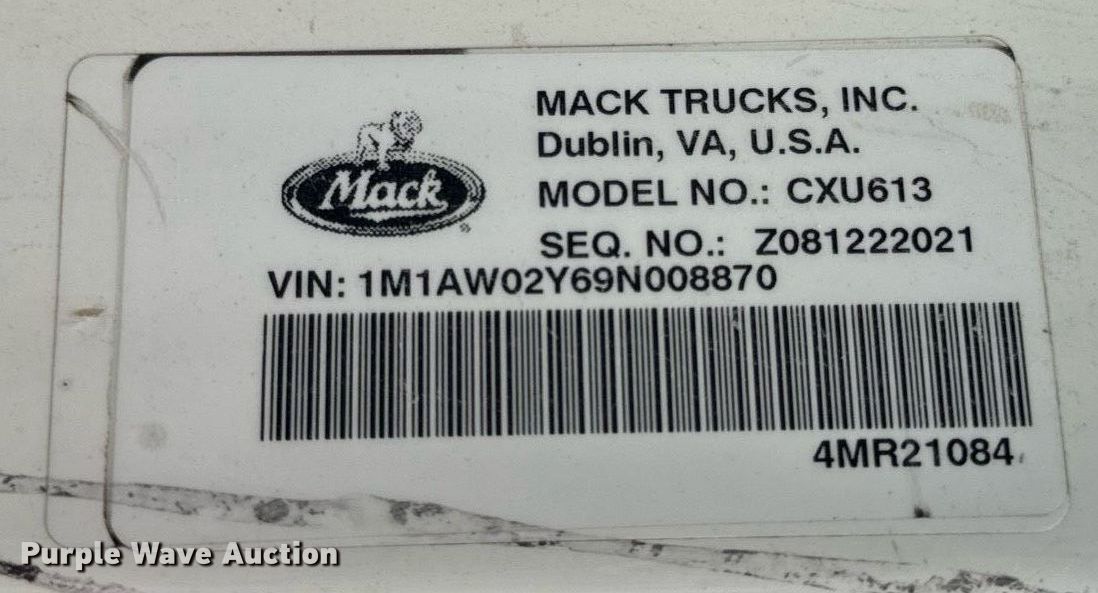 MACK TRUCKS, INC.
Dublin, VA, U.S.A.
Mack
®
MODEL NO.: CXU613
SEQ. NO.: Z081222021
VIN: 1M1AW02Y69N008870
4MR21084
Purple Wave Auction